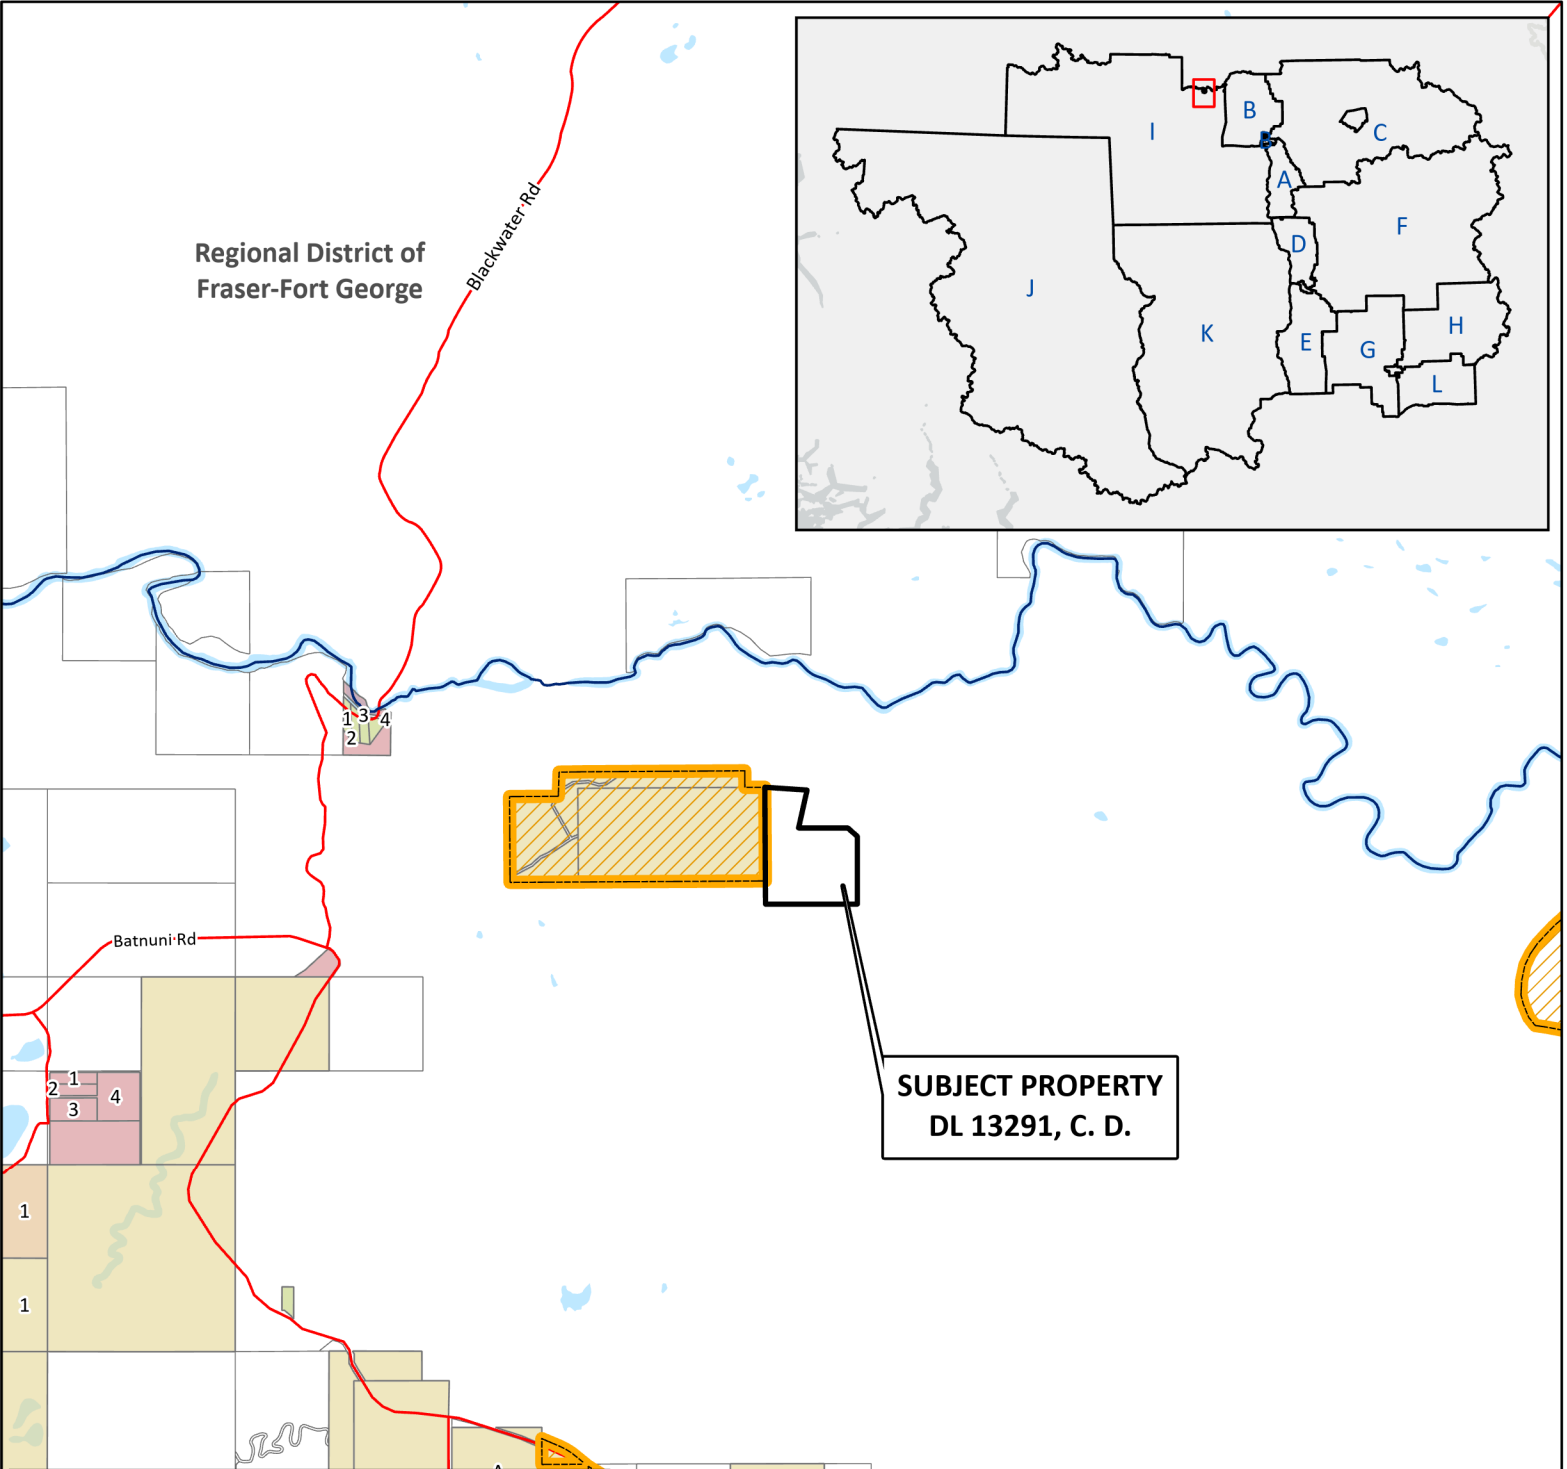 Blackwater Rd
Regional District of
Fraser-Fort George
I
B
C
A
F
D
J
K
E
G
H
L
1
3
4
2
Batnuni Rd
SUBJECT PROPERTY
DL 13291, C. D.
1
2
3
4
1
1